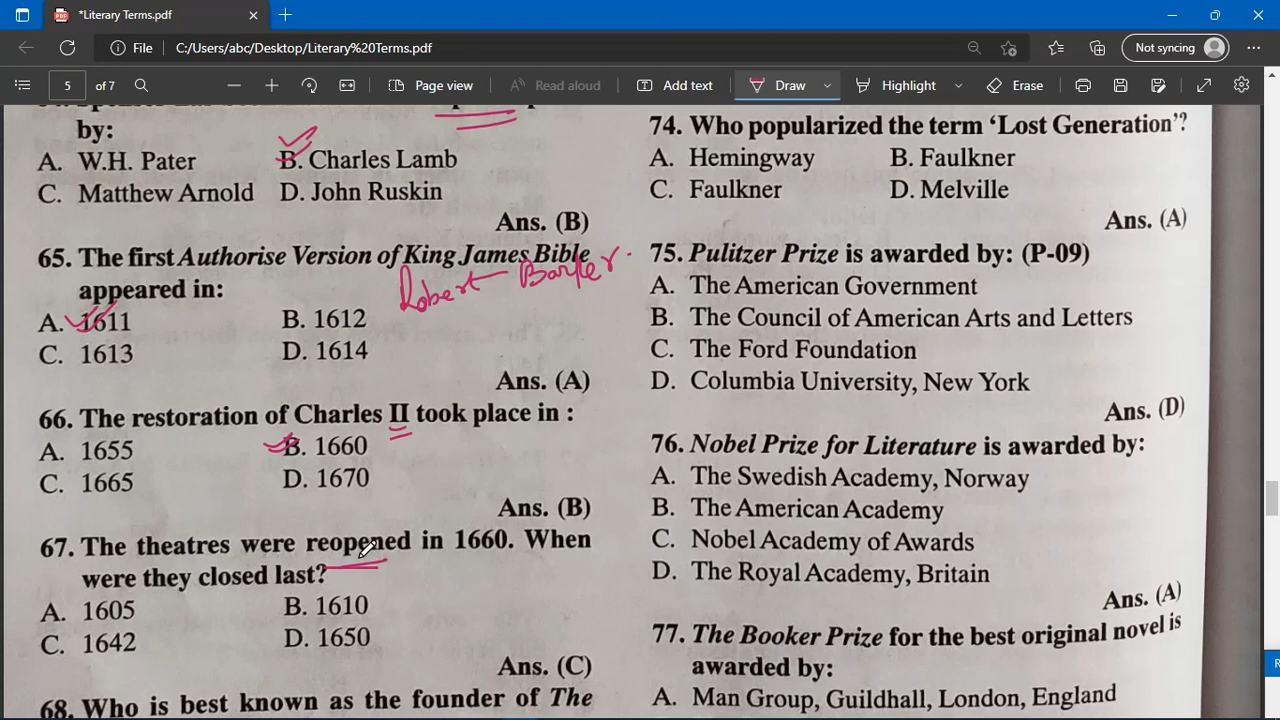 *Literary Terms.pdf
File
C:/Users/abc/Desktop/Literary%20Terms.pdf
Not syncing
5 of 7
Page view
Read aloud
Add text
Draw
Highlight
Erase
by:
A. W.H. Pater B. Charles Lamb
C. Matthew Arnold D. John Ruskin
Ans. (B)
65. The first Authorise Version of King James Bible
appeared in:
Robert Barker
A. 1611 B. 1612
C. 1613 D. 1614
Ans. (A)
66. The restoration of Charles II took place in :
A. 1655 B. 1660
C. 1665 D. 1670
Ans. (B)
67. The theatres were reopened in 1660. When
were they closed last?
A. 1605 B. 1610
C. 1642 D. 1650
Ans. (C)
68. Who is best known as the founder of The
74. Who popularized the term ‘Lost Generation’?
A. Hemingway B. Faulkner
C. Faulkner D. Melville
Ans. (A)
75. Pulitzer Prize is awarded by: (P-09)
A. The American Government
B. The Council of American Arts and Letters
C. The Ford Foundation
D. Columbia University, New York
Ans. (D)
76. Nobel Prize for Literature is awarded by:
A. The Swedish Academy, Norway
B. The American Academy
C. Nobel Academy of Awards
D. The Royal Academy, Britain
Ans. (A)
77. The Booker Prize for the best original novel is
awarded by:
A. Man Group, Guildhall, London, England